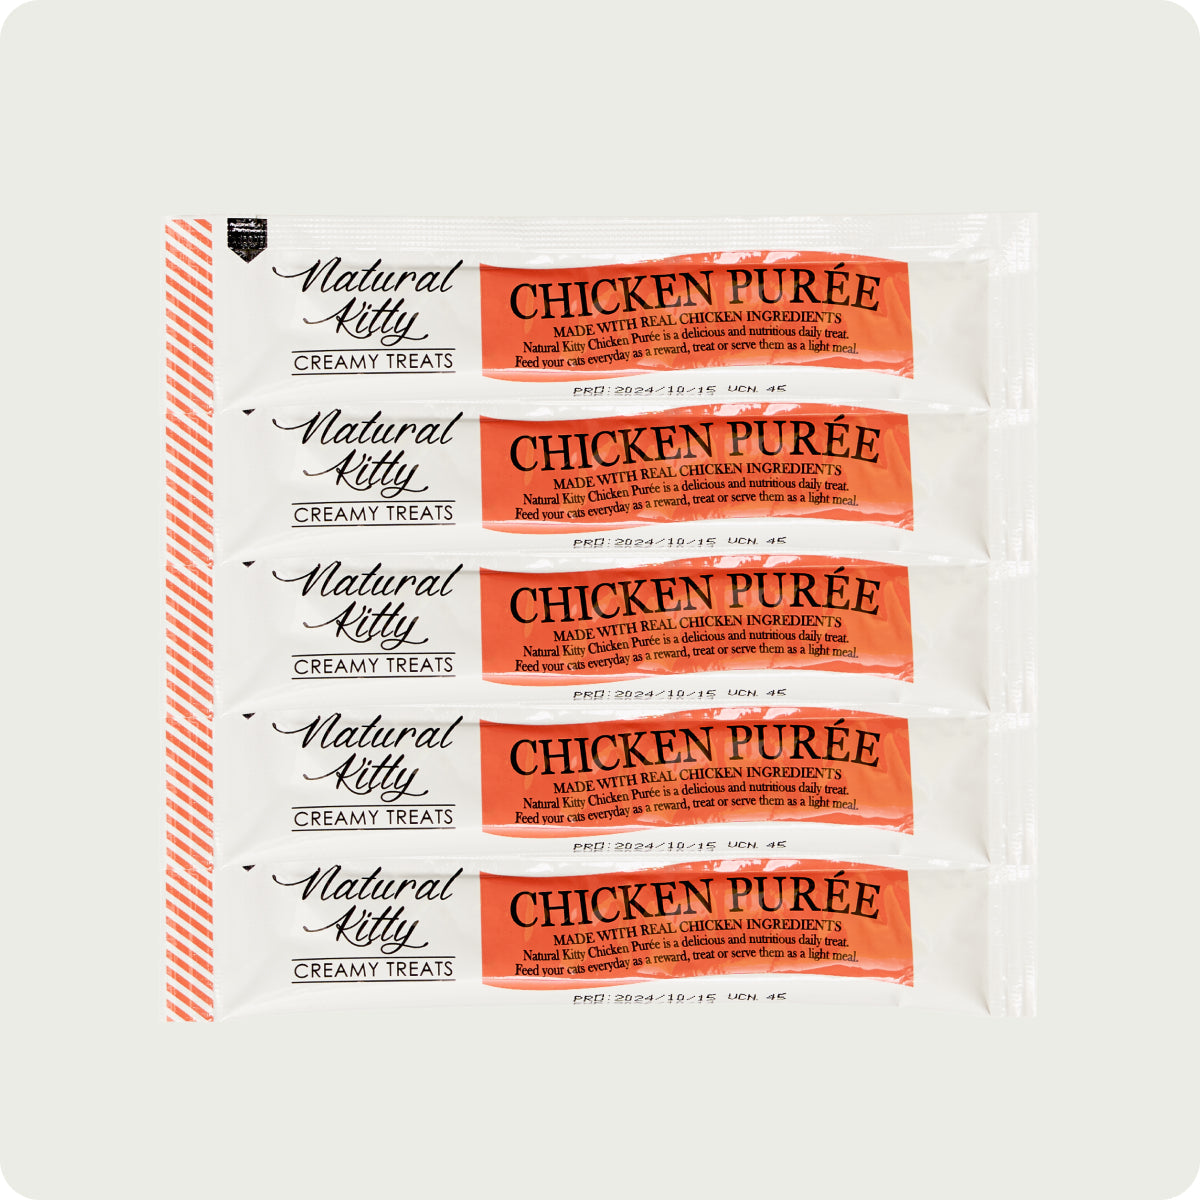 Natural
Kitty
CREAMY TREATS
CHICKEN PURÉE
MADE WITH REAL CHICKEN INGREDIENTS
Natural Kitty Chicken Purée is a delicious and nutritious daily treat.
Feed your cats everyday as a reward, treat or serve them as a light meal.
PRO: 2024/10/15 UCN. 45
Natural
Kitty
CREAMY TREATS
CHICKEN PURÉE
MADE WITH REAL CHICKEN INGREDIENTS
Natural Kitty Chicken Purée is a delicious and nutritious daily treat.
Feed your cats everyday as a reward, treat or serve them as a light meal.
PRO: 2024/10/15 UCN. 45
Natural
Kitty
CREAMY TREATS
CHICKEN PURÉE
MADE WITH REAL CHICKEN INGREDIENTS
Natural Kitty Chicken Purée is a delicious and nutritious daily treat.
Feed your cats everyday as a reward, treat or serve them as a light meal.
PRO: 2024/10/15 UCN. 45
Natural
Kitty
CREAMY TREATS
CHICKEN PURÉE
MADE WITH REAL CHICKEN INGREDIENTS
Natural Kitty Chicken Purée is a delicious and nutritious daily treat.
Feed your cats everyday as a reward, treat or serve them as a light meal.
PRO: 2024/10/15 UCN. 45
Natural
Kitty
CREAMY TREATS
CHICKEN PURÉE
MADE WITH REAL CHICKEN INGREDIENTS
Natural Kitty Chicken Purée is a delicious and nutritious daily treat.
Feed your cats everyday as a reward, treat or serve them as a light meal.
PRO: 2024/10/15 UCN. 45